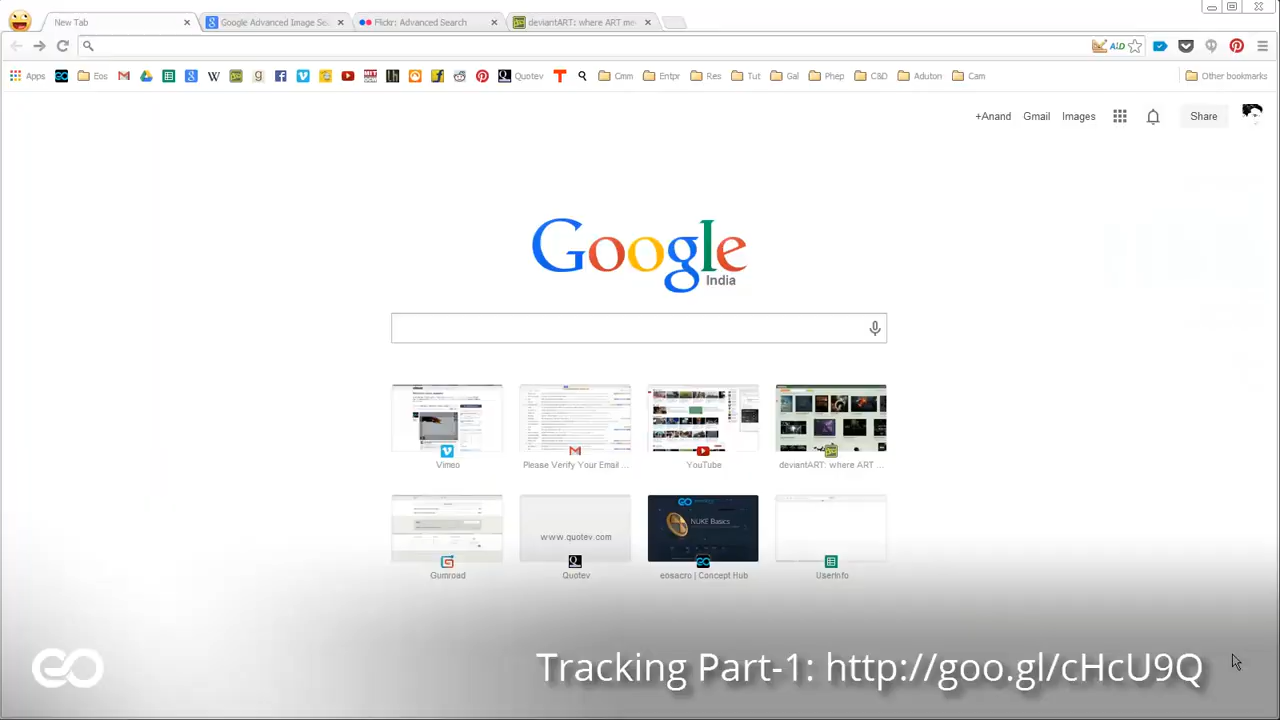 New Tab
Google Advanced Image Sea
Flickr: Advanced Search
deviantART: where ART me
Apps
Eos
Quotev
Cmm
Entpr
Res
Tut
Gal
Phep
C&D
Aduton
Cam
Other bookmarks
+Anand
Gmail
Images
Share
Google
India
Vimeo
Please Verify Your Email ...
YouTube
deviantART: where ART ...
NUKE Basics
www.quotev.com
Gumroad
Quotev
eosacro | Concept Hub
UserInfo
Tracking Part-1: http://goo.gl/cHcU9Q